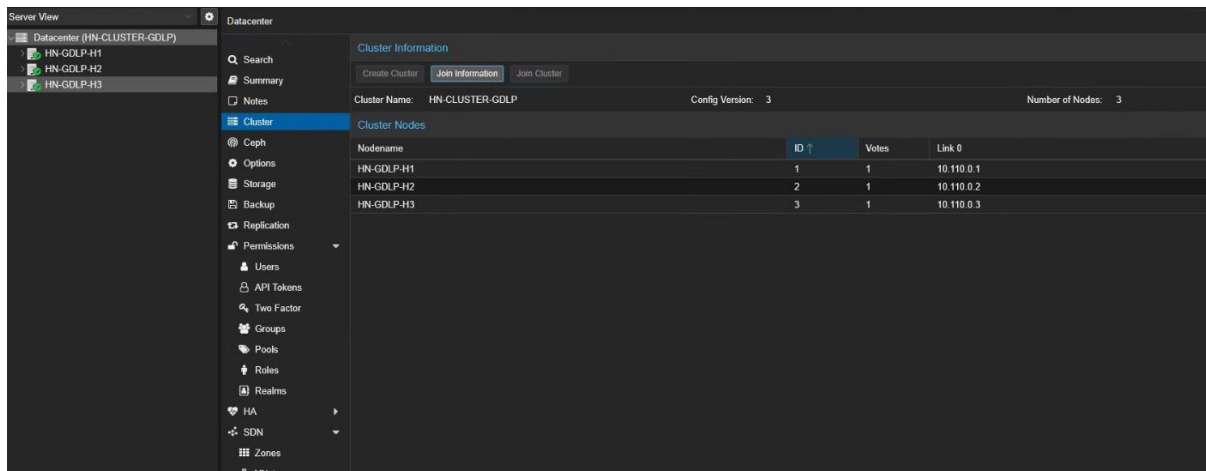 Server View
Datacenter (HN-CLUSTER-GDLP)
HN-GDLP-H1
HN-GDLP-H2
HN-GDLP-H3
Datacenter
Search
Summary
Notes
Cluster
Ceph
Options
Storage
Backup
Replication
Permissions
Users
API Tokens
Two Factor
Groups
Pools
Roles
Realms
HA
SDN
Zones
Cluster Information
Create Cluster Join Information Join Cluster
Cluster Name: HN-CLUSTER-GDLP Config Version: 3 Number of Nodes: 3
Cluster Nodes
Nodename ID ↑ Votes Link 0
HN-GDLP-H1 1 1 10.110.0.1
HN-GDLP-H2 2 1 10.110.0.2
HN-GDLP-H3 3 1 10.110.0.3